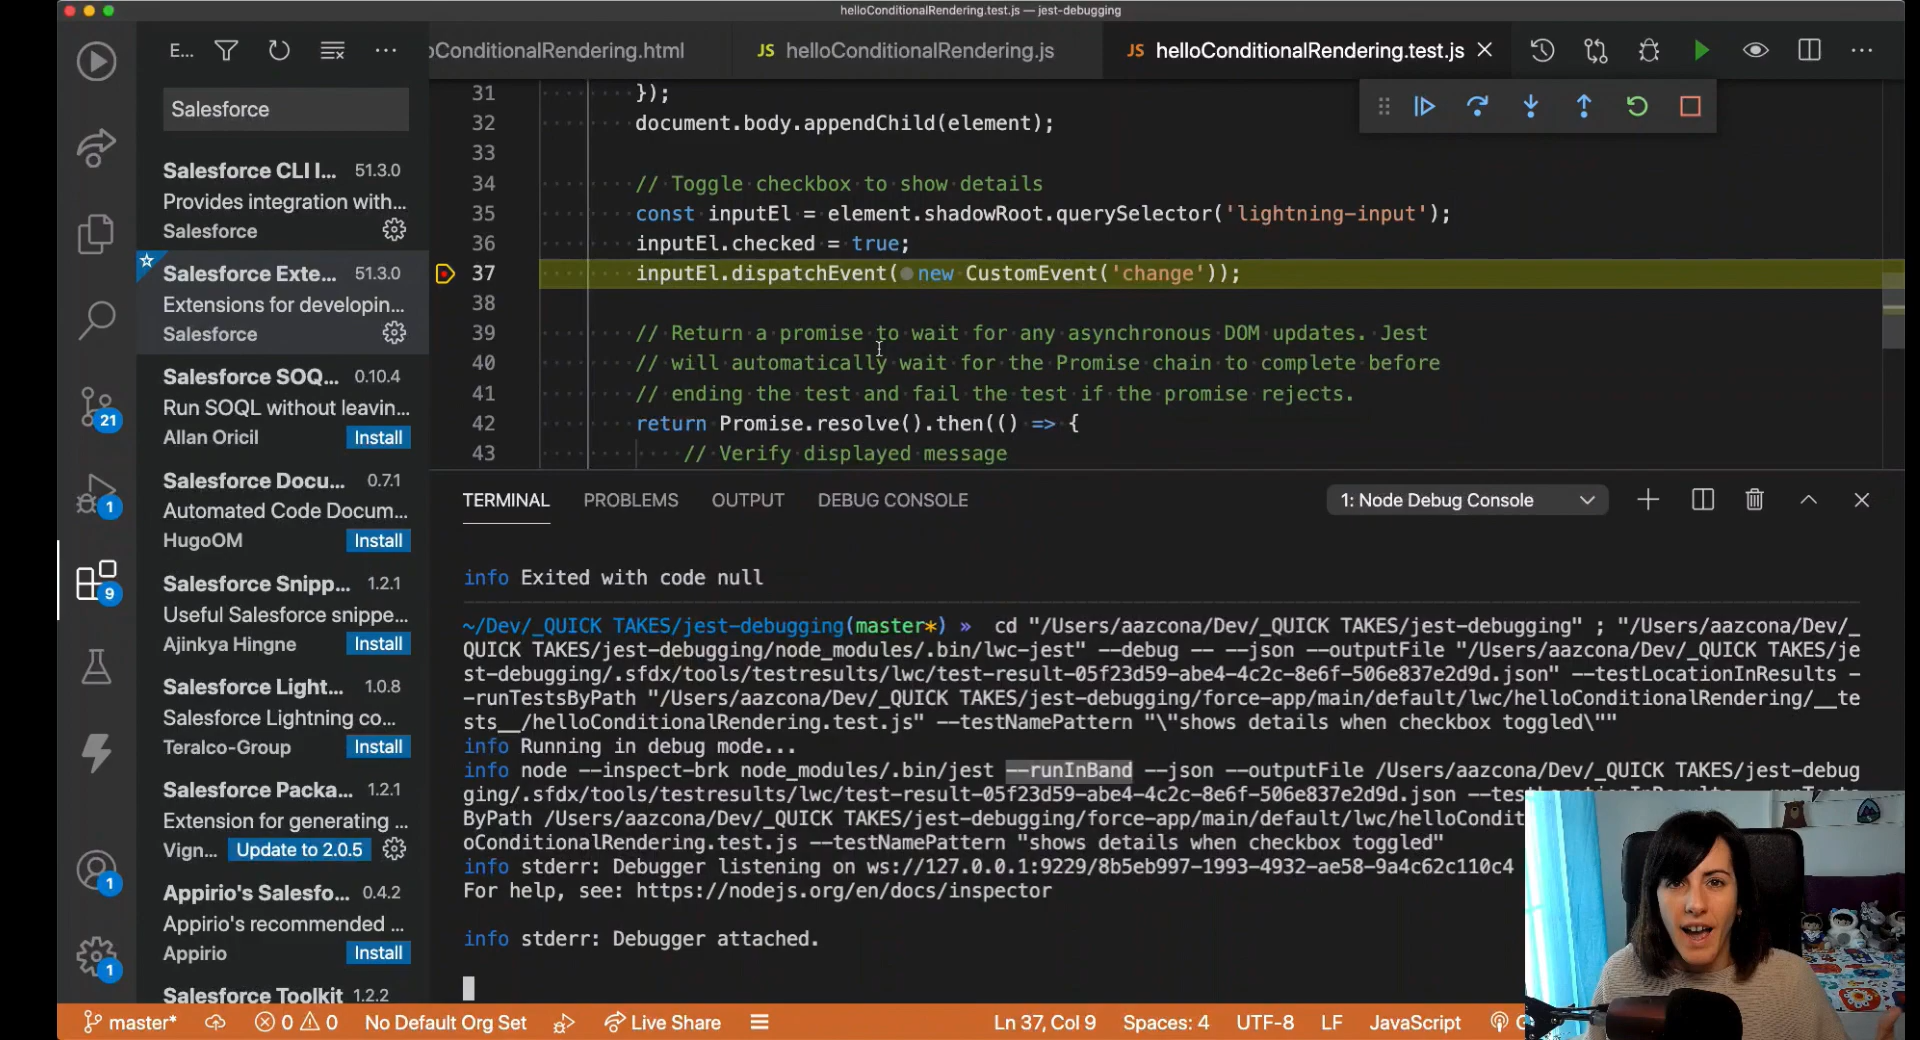 helloConditionalRendering.test.js — jest-debugging
E...
oConditionalRendering.html
JS helloConditionalRendering.js
JS helloConditionalRendering.test.js
Salesforce
Salesforce CLI I... 51.3.0
Provides integration with...
Salesforce
Salesforce Exte... 51.3.0
Extensions for developin...
Salesforce
Salesforce SOQ... 0.10.4
Run SOQL without leavin...
Allan Oricil Install
Salesforce Docu... 0.7.1
Automated Code Docum...
HugoOM Install
Salesforce Snipp... 1.2.1
Useful Salesforce snippe...
Ajinkya Hingne Install
Salesforce Light... 1.0.8
Salesforce Lightning co...
Teralco-Group Install
Salesforce Packa... 1.2.1
Extension for generating ...
Vign... Update to 2.0.5
Appirio's Salesfo... 0.4.2
Appirio's recommended ...
Appirio Install
Salesforce Toolkit 1.2.2
21
1
9
1
1
31 });
32 document.body.appendChild(element);
33
34 // Toggle checkbox to show details
35 const inputEl = element.shadowRoot.querySelector('lightning-input');
36 inputEl.checked = true;
37 inputEl.dispatchEvent( new CustomEvent('change'));
38
39 // Return a promise to wait for any asynchronous DOM updates. Jest
40 // will automatically wait for the Promise chain to complete before
41 // ending the test and fail the test if the promise rejects.
42 return Promise.resolve().then(() => {
43 // Verify displayed message
TERMINAL PROBLEMS OUTPUT DEBUG CONSOLE 1: Node Debug Console
info Exited with code null
~/Dev/_QUICK TAKES/jest-debugging(master*) » cd "/Users/aazcona/Dev/_QUICK TAKES/jest-debugging" ; "/Users/aazcona/Dev/_
QUICK TAKES/jest-debugging/node_modules/.bin/lwc-jest" --debug -- --json --outputFile "/Users/aazcona/Dev/_QUICK TAKES/je
st-debugging/.sfdx/tools/testresults/lwc/test-result-05f23d59-abe4-4c2c-8e6f-506e837e2d9d.json" --testLocationInResults -
-runTestsByPath "/Users/aazcona/Dev/_QUICK TAKES/jest-debugging/force-app/main/default/lwc/helloConditionalRendering/__te
sts__/helloConditionalRendering.test.js" --testNamePattern "\"shows details when checkbox toggled\""
info Running in debug mode...
info node --inspect-brk node_modules/.bin/jest --runInBand --json --outputFile /Users/aazcona/Dev/_QUICK TAKES/jest-debug
ging/.sfdx/tools/testresults/lwc/test-result-05f23d59-abe4-4c2c-8e6f-506e837e2d9d.json --testLocationInResults --runTests
ByPath /Users/aazcona/Dev/_QUICK TAKES/jest-debugging/force-app/main/default/lwc/helloCondit
oConditionalRendering.test.js --testNamePattern "shows details when checkbox toggled"
info stderr: Debugger listening on ws://127.0.0.1:9229/8b5eb997-1993-4932-ae58-9a4c62c110c4
For help, see: https://nodejs.org/en/docs/inspector
info stderr: Debugger attached.
master* 0 0 No Default Org Set Live Share Ln 37, Col 9 Spaces: 4 UTF-8 LF JavaScript G